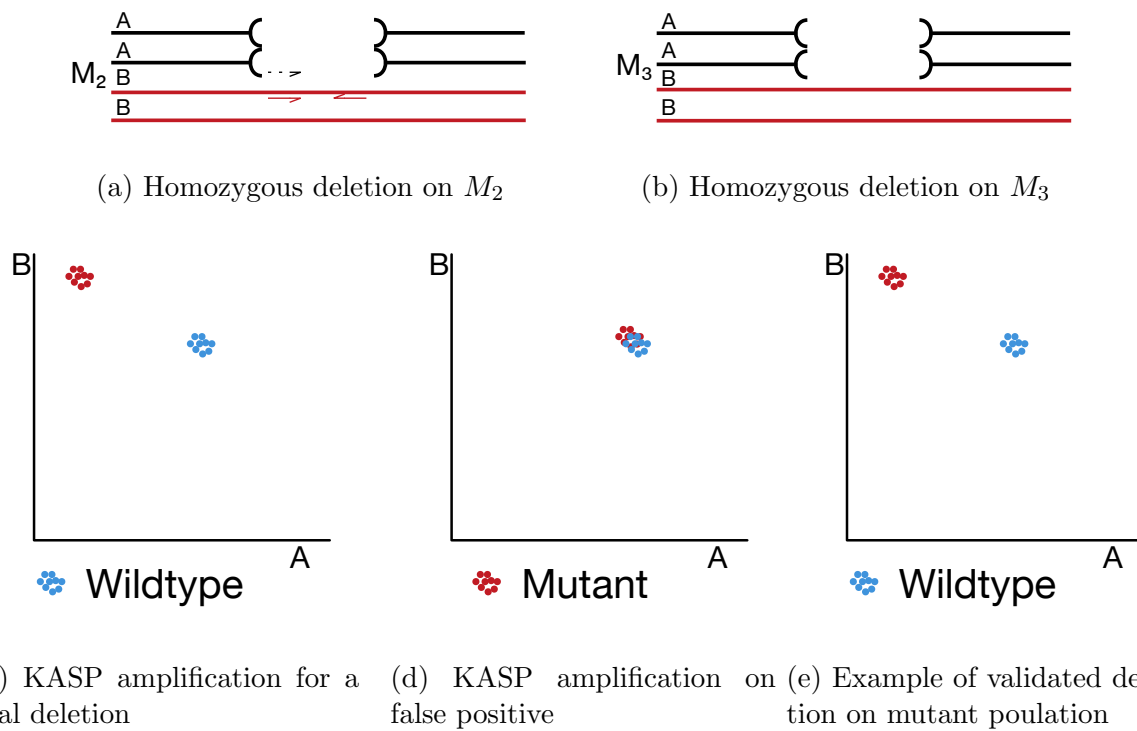 A
A
M2
B
B
A
A
M3
B
B
(a) Homozygous deletion on M2
(b) Homozygous deletion on M3
B
A
B
A
B
A
Wildtype
Mutant
Wildtype
) KASP amplification for a
al deletion
(d) KASP amplification on
false positive
(e) Example of validated de
tion on mutant poulation